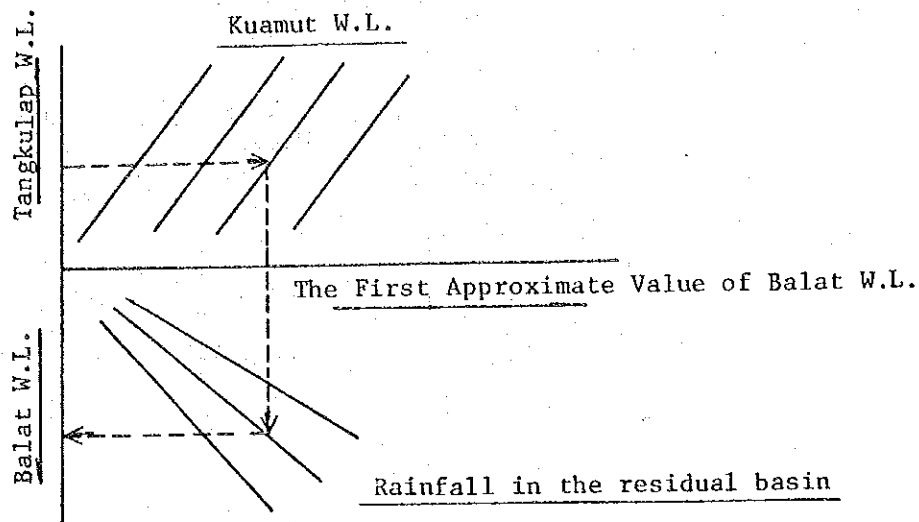 Kuamut W.L.
Tangkulap W.L.
The First Approximate Value of Balat W.L.
Balat W.L.
Rainfall in the residual basin